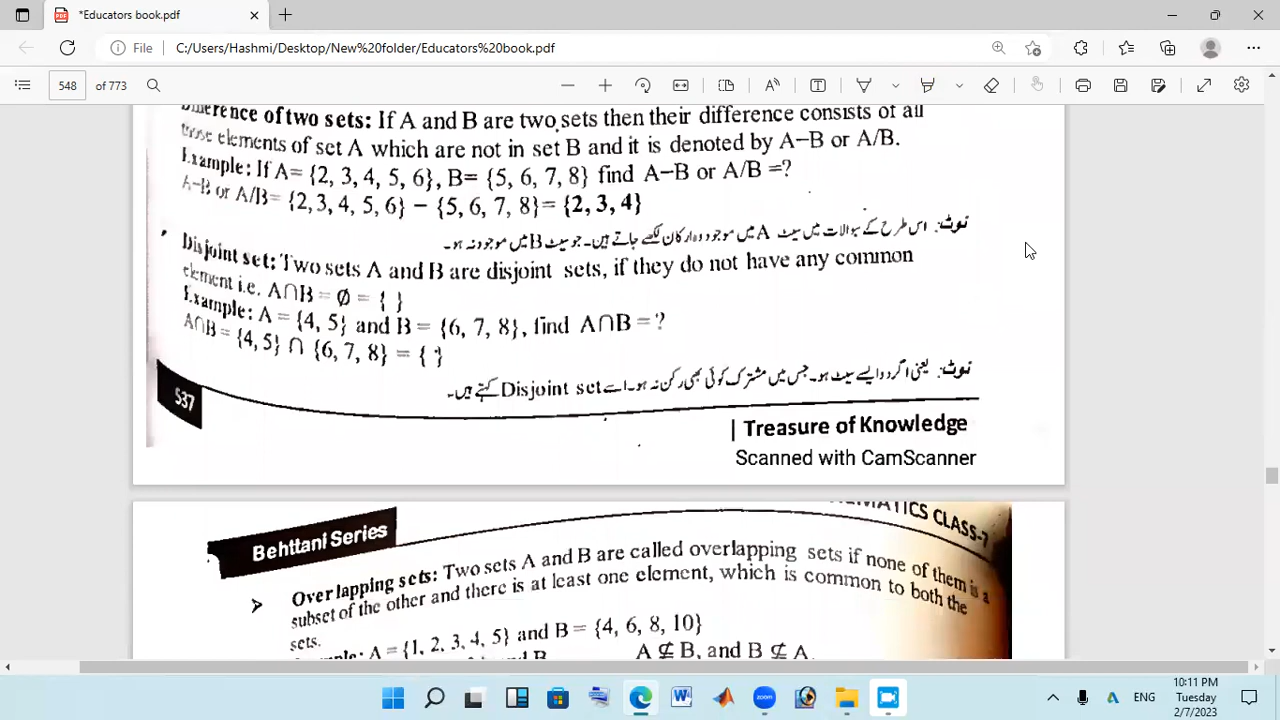 *Educators book.pdf
File C:/Users/Hashmi/Desktop/New%20folder/Educators%20book.pdf
548 of 773
Difference of two sets: If A and B are two sets then their difference consists of all
those elements of set A which are not in set B and it is denoted by A−B or A/B.
Example: If A= {2, 3, 4, 5, 6}, B= {5, 6, 7, 8} find A−B or A/B =?
A−B or A/B= {2, 3, 4, 5, 6} − {5, 6, 7, 8}= {2, 3, 4}
نوٹ: اس طرح کے سوالات میں سیٹ A میں موجود وہ ارکان لکھے جاتے ہیں۔ جو سیٹ B میں موجود نہ ہو۔
Disjoint set: Two sets A and B are disjoint sets, if they do not have any common
element i.e. A∩B = ∅ = { }
Example: A = {4, 5} and B = {6, 7, 8}, find A∩B = ?
A∩B = {4, 5} ∩ {6, 7, 8} = { }
نوٹ: یعنی اگر دو ایسے سیٹ ہو۔ جس میں مشترک کوئی بھی رکن نہ ہو۔ اسے Disjoint set کہتے ہیں۔
537
| Treasure of Knowledge
Scanned with CamScanner
MATICS CLASS-7
Behttani Series
➤ Overlapping sets: Two sets A and B are called overlapping sets if none of them is a
subset of the other and there is at least one element, which is common to both the
sets.
A = {1, 2, 3, 4, 5} and B = {4, 6, 8, 10}
A ⊈ B, and B ⊈ A.
ENG
10:11 PM
Tuesday
2/7/2023